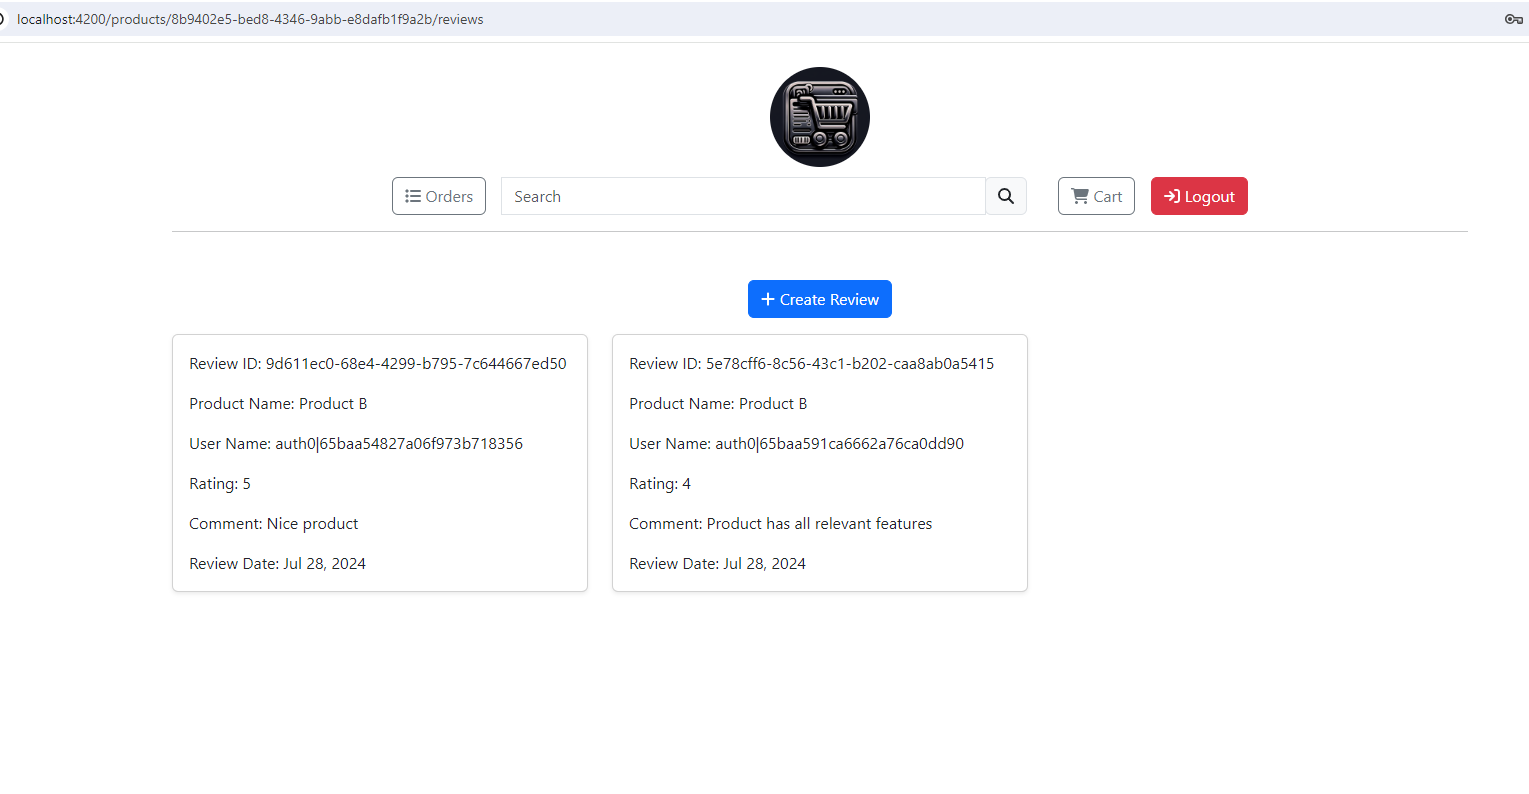 localhost:4200/products/8b9402e5-bed8-4346-9abb-e8dafb1f9a2b/reviews
Orders
Search
Cart
Logout
Create Review
Review ID: 9d611ec0-68e4-4299-b795-7c644667ed50
Product Name: Product B
User Name: auth0|65baa54827a06f973b718356
Rating: 5
Comment: Nice product
Review Date: Jul 28, 2024
Review ID: 5e78cff6-8c56-43c1-b202-caa8ab0a5415
Product Name: Product B
User Name: auth0|65baa591ca6662a76ca0dd90
Rating: 4
Comment: Product has all relevant features
Review Date: Jul 28, 2024